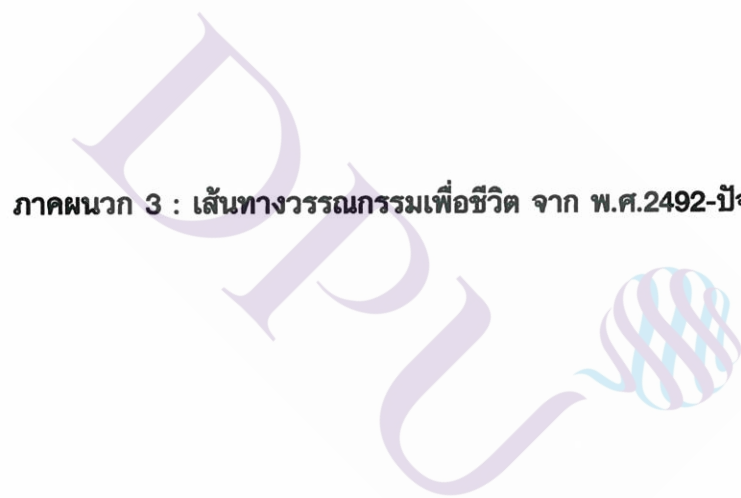 ภาคผนวก 3 : เส้นทางวรรณกรรมเพื่อชีวิต จาก พ.ศ.2492-
DPU